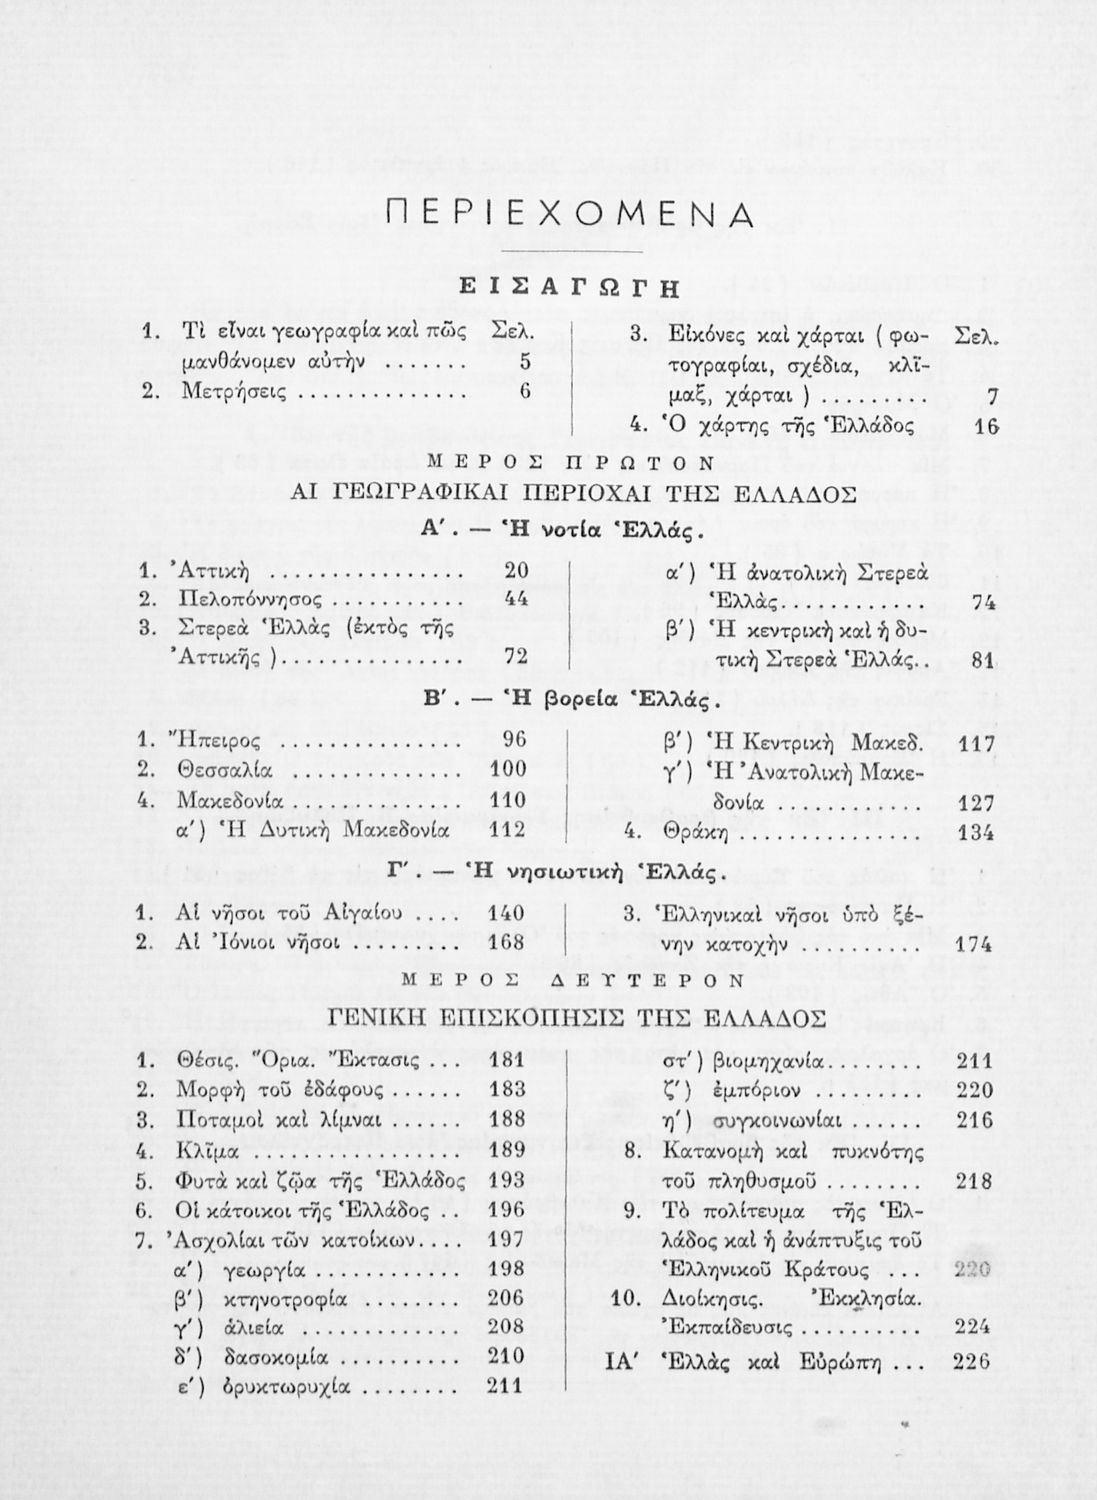 ΠΕΡΙΕΧΟΜΕΝΑ
ΕΙΣΑΓΩΓΗ
1. Τὶ εἶναι γεωγραφία καὶ πῶς Σελ.
μανθάνομεν αὐτὴν ....... 5
2. Μετρήσεις .............. 6
3. Εἰκόνες καὶ χάρται ( φω- Σελ.
τογραφίαι, σχέδια, κλῖ-
μαξ, χάρται ) ......... 7
4. Ὁ χάρτης τῆς Ἑλλάδος 16
ΜΕΡΟΣ ΠΡΩΤΟΝ
ΑΙ ΓΕΩΓΡΑΦΙΚΑΙ ΠΕΡΙΟΧΑΙ ΤΗΣ ΕΛΛΑΔΟΣ
Α΄. — Ἡ νοτία Ἑλλάς.
1. Ἀττικὴ ................ 20
2. Πελοπόννησος ........... 44
3. Στερεὰ Ἑλλὰς (ἐκτὸς τῆς
Ἀττικῆς )............... 72
α΄) Ἡ ἀνατολικὴ Στερεὰ
Ἑλλὰς............ 74
β΄) Ἡ κεντρικὴ καὶ ἡ δυ-
τικὴ Στερεὰ Ἑλλάς.. 81
Β΄. — Ἡ βορεία Ἑλλάς.
1. Ἤπειρος ............... 96
2. Θεσσαλία .............. 100
4. Μακεδονία.............. 110
α΄) Ἡ Δυτικὴ Μακεδονία 112
β΄) Ἡ Κεντρικὴ Μακεδ. 117
γ΄) Ἡ Ἀνατολικὴ Μακε-
δονία ............ 127
4. Θράκη ............... 134
Γ΄. — Ἡ νησιωτικὴ Ἑλλάς.
1. Αἱ νῆσοι τοῦ Αἰγαίου .... 140
2. Αἱ Ἰόνιοι νῆσοι ......... 168
3. Ἑλληνικαὶ νῆσοι ὑπὸ ξέ-
νην κατοχὴν .......... 174
ΜΕΡΟΣ ΔΕΥΤΕΡΟΝ
ΓΕΝΙΚΗ ΕΠΙΣΚΟΠΗΣΙΣ ΤΗΣ ΕΛΛΑΔΟΣ
1. Θέσις. Ὅρια. Ἔκτασις ... 181
2. Μορφὴ τοῦ ἐδάφους...... 183
3. Ποταμοὶ καὶ λίμναι ...... 188
4. Κλῖμα ................. 189
5. Φυτὰ καὶ ζῷα τῆς Ἑλλάδος 193
6. Οἱ κάτοικοι τῆς Ἑλλάδος .. 196
7. Ἀσχολίαι τῶν κατοίκων.... 197
α΄) γεωργία ............ 198
β΄) κτηνοτροφία ........ 206
γ΄) ἁλιεία ............. 208
δ΄) δασοκομία .......... 210
ε΄) ὀρυκτωρυχία ........ 211
στ΄) βιομηχανία........ 211
ζ΄) ἐμπόριον ......... 220
η΄) συγκοινωνίαι ...... 216
8. Κατανομὴ καὶ πυκνότης
τοῦ πληθυσμοῦ ........ 218
9. Τὸ πολίτευμα τῆς Ἑλ-
λάδος καὶ ἡ ἀνάπτυξις τοῦ
Ἑλληνικοῦ Κράτους ... 220
10. Διοίκησις. Ἐκκλησία.
Ἐκπαίδευσις .......... 224
ΙΑ΄ Ἑλλὰς καὶ Εὐρώπη ... 226